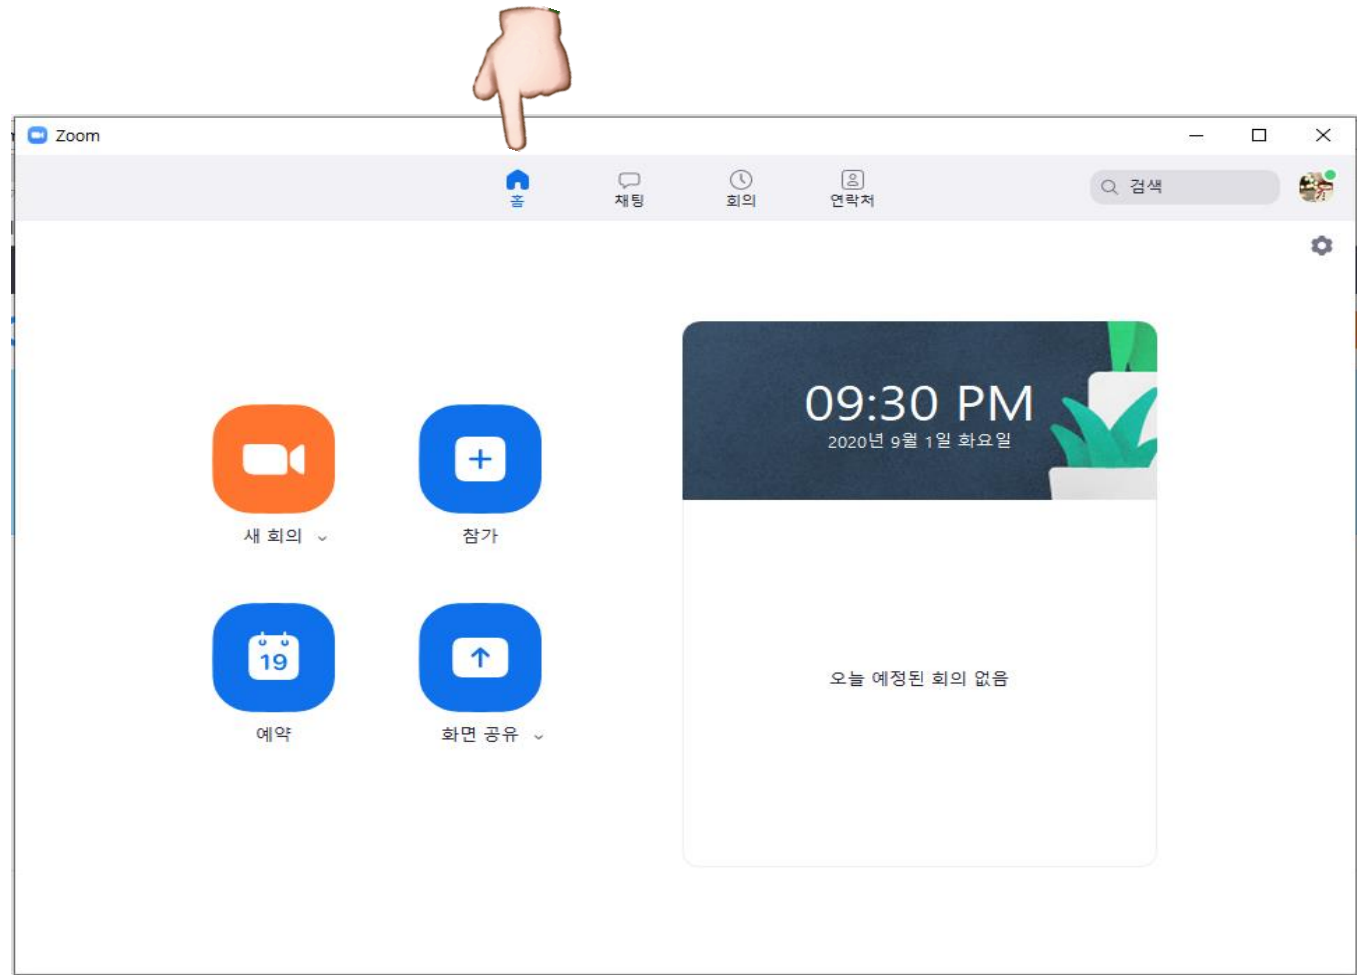 Zoom
홈
채팅
회의
연락처
검색
09:30 PM
2020년 9월 1일 화요일
새 회의
참가
19
예약
화면 공유
오늘 예정된 회의 없음